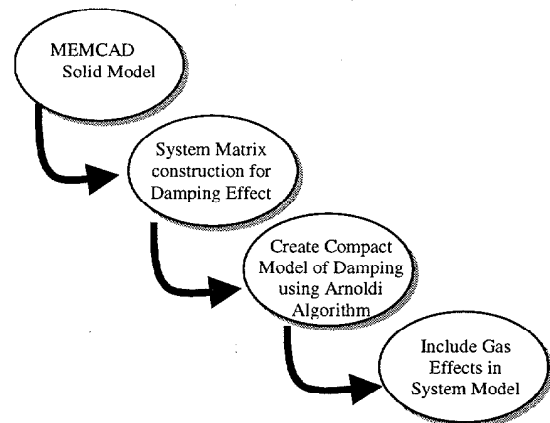 MEMCAD
Solid Model
System Matrix
construction for
Damping Effect
Create Compact
Model of Damping
using Arnoldi
Algorithm
Include Gas
Effects in
System Model